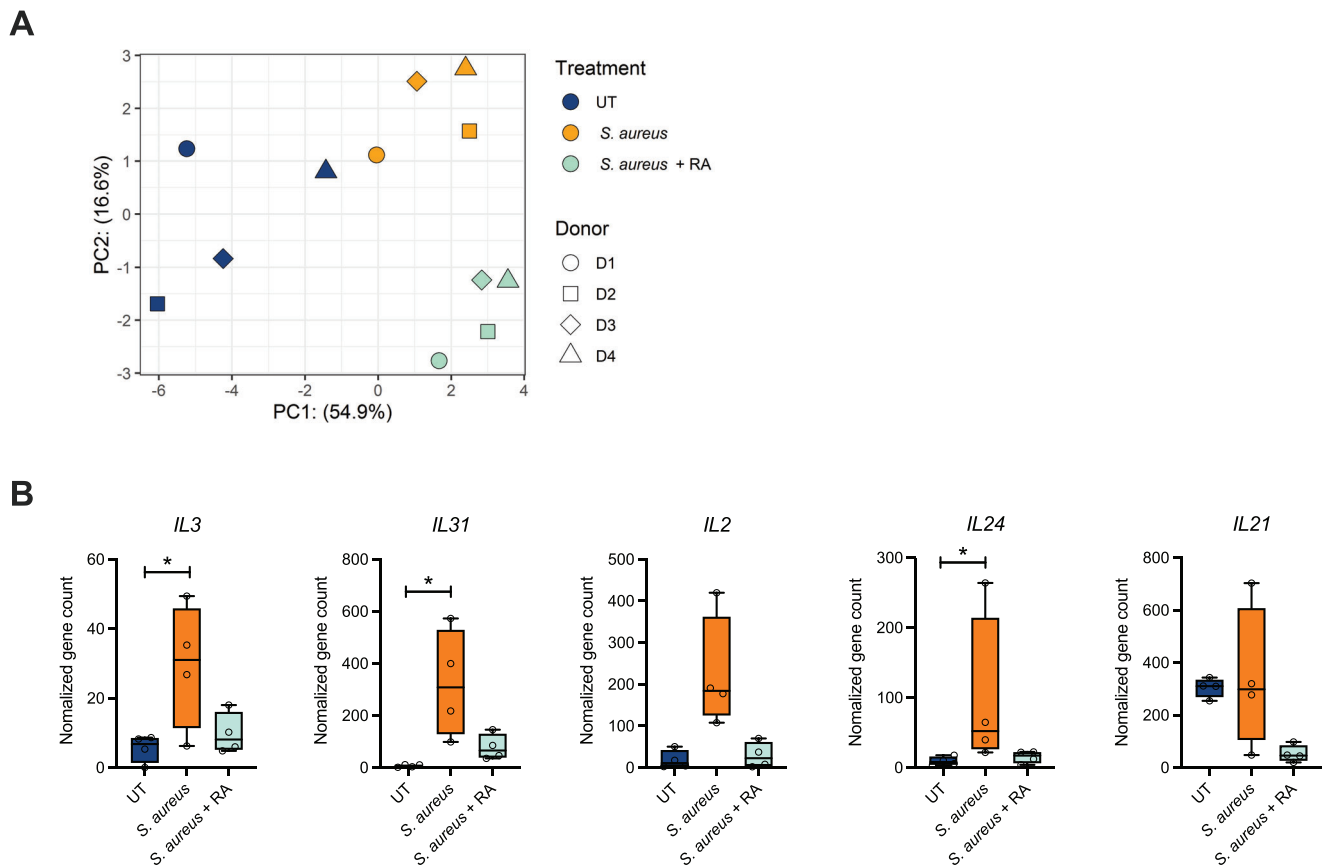 A
3
2
1
0
-1
-2
-3
PC2: (16.6%)
-6
-4
-2
0
2
4
PC1: (54.9%)
Treatment
UT
S. aureus
S. aureus + RA
Donor
D1
D2
D3
D4
B
IL3
Nomalized gene count
60
40
20
0
*
UT
S. aureus
S. aureus + RA
IL31
Nomalized gene count
800
600
400
200
0
*
UT
S. aureus
S. aureus + RA
IL2
Nomalized gene count
500
400
300
200
100
0
UT
S. aureus
S. aureus + RA
IL24
Nomalized gene count
300
200
100
0
*
UT
S. aureus
S. aureus + RA
IL21
Nomalized gene count
800
600
400
200
0
UT
S. aureus
S. aureus + RA